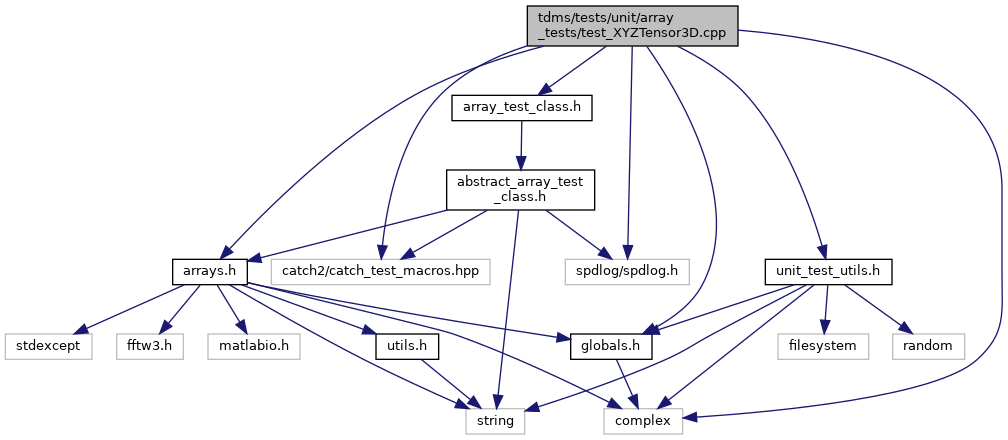 tdms/tests/unit/array
_tests/test_XYZTensor3D.cpp
array_test_class.h
abstract_array_test
_class.h
arrays.h
catch2/catch_test_macros.hpp
spdlog/spdlog.h
unit_test_utils.h
stdexcept
fftw3.h
matlabio.h
utils.h
globals.h
filesystem
random
string
complex